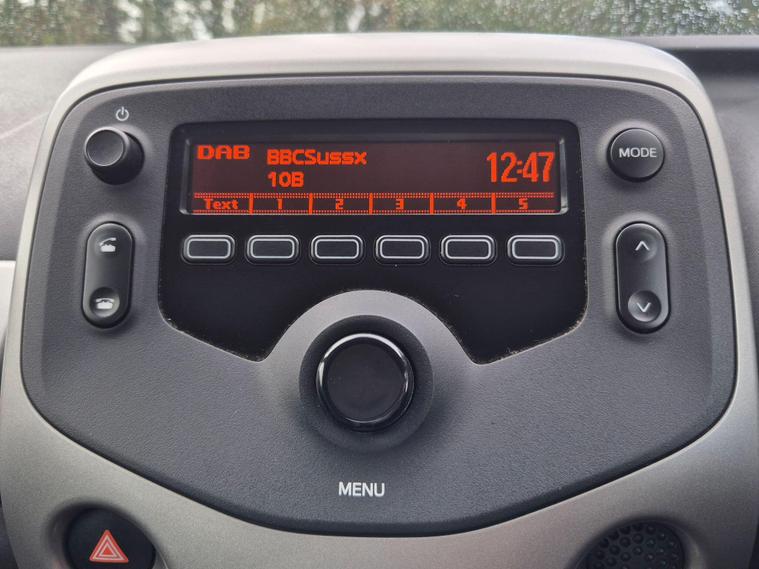 DAB BBCSussx 12:47
10B
Text 1 2 3 4 5
MODE
MENU